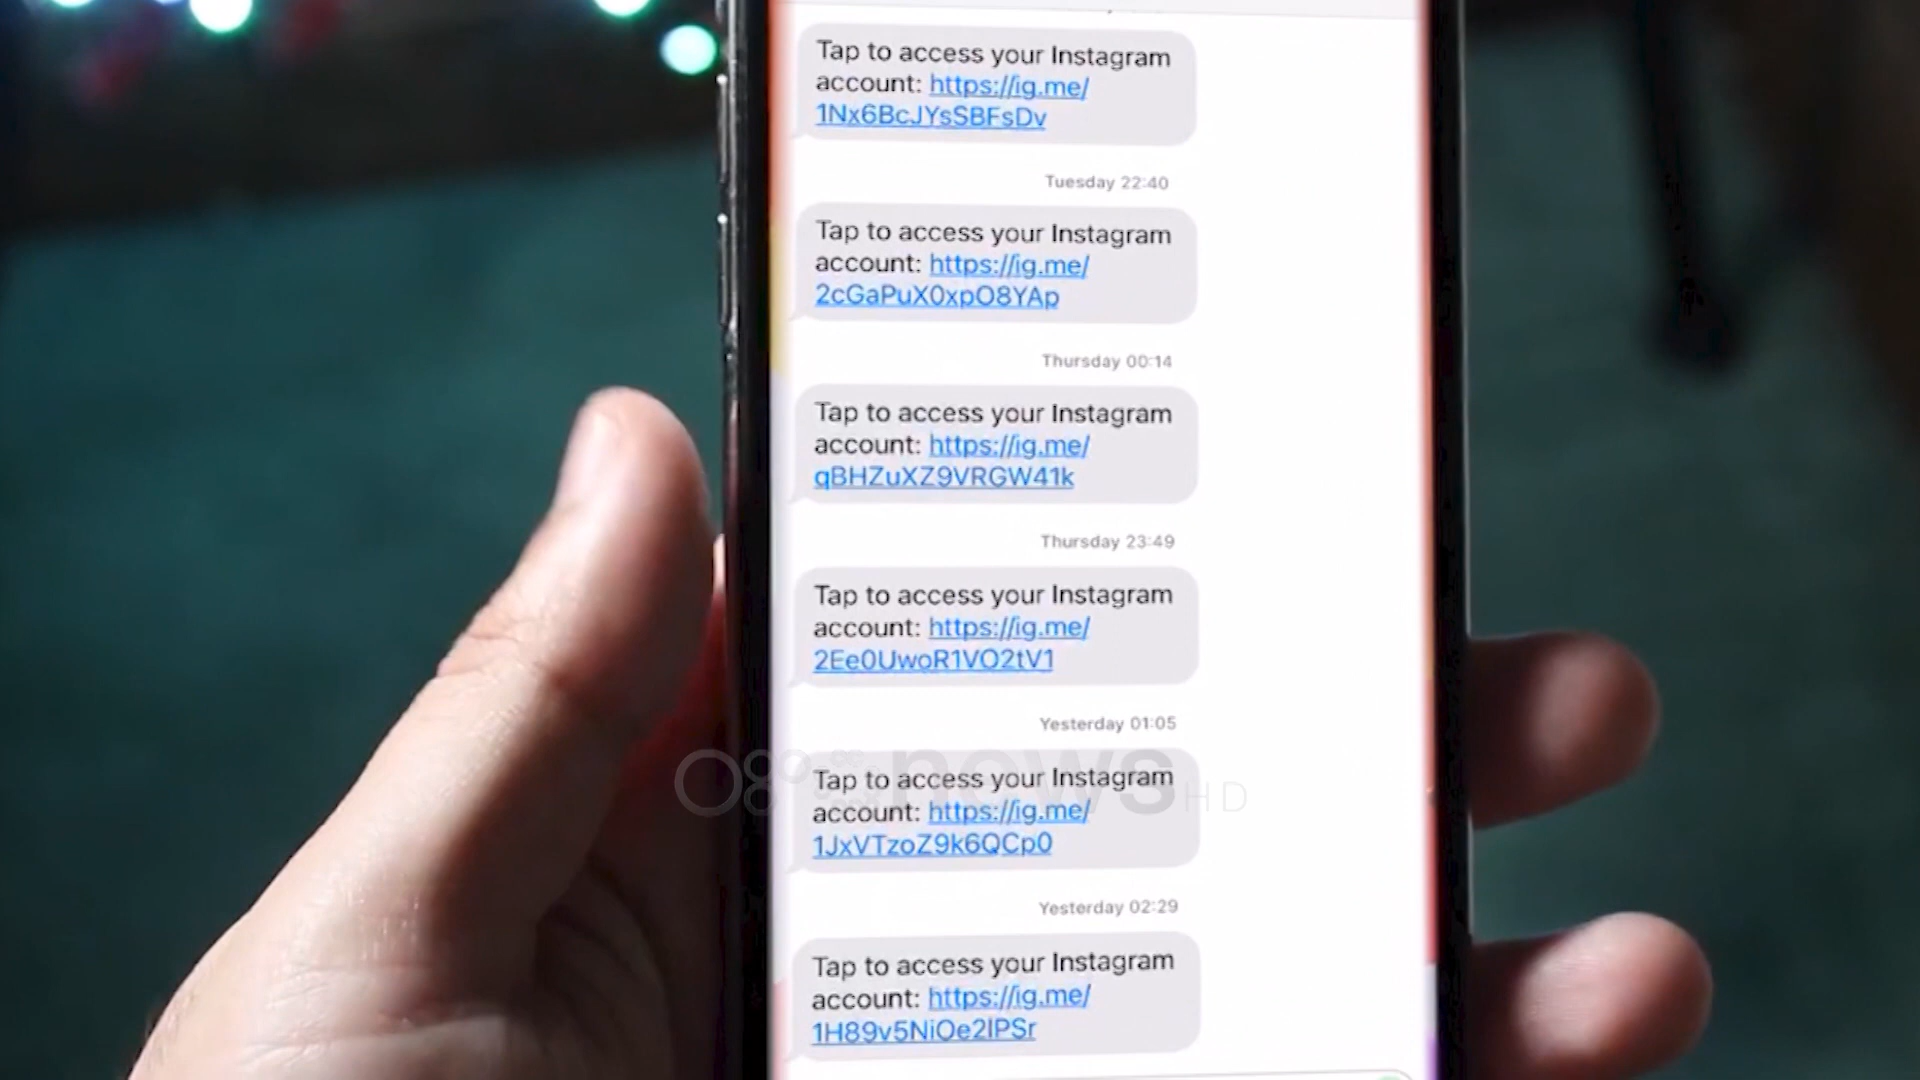 Tap to access your Instagram
account: https://ig.me/
1Nx6BcJYsSBFsDv
Tuesday 22:40
Tap to access your Instagram
account: https://ig.me/
2cGaPuX0xpO8YAp
Thursday 00:14
Tap to access your Instagram
account: https://ig.me/
qBHZuXZ9VRGW41k
Thursday 23:49
Tap to access your Instagram
account: https://ig.me/
2Ee0UwoR1VO2tV1
Yesterday 01:05
Tap to access your Instagram
account: https://ig.me/
1JxVTzoZ9k6QCp0
news HD
Yesterday 02:29
Tap to access your Instagram
account: https://ig.me/
1H89v5NiOe2lPSr